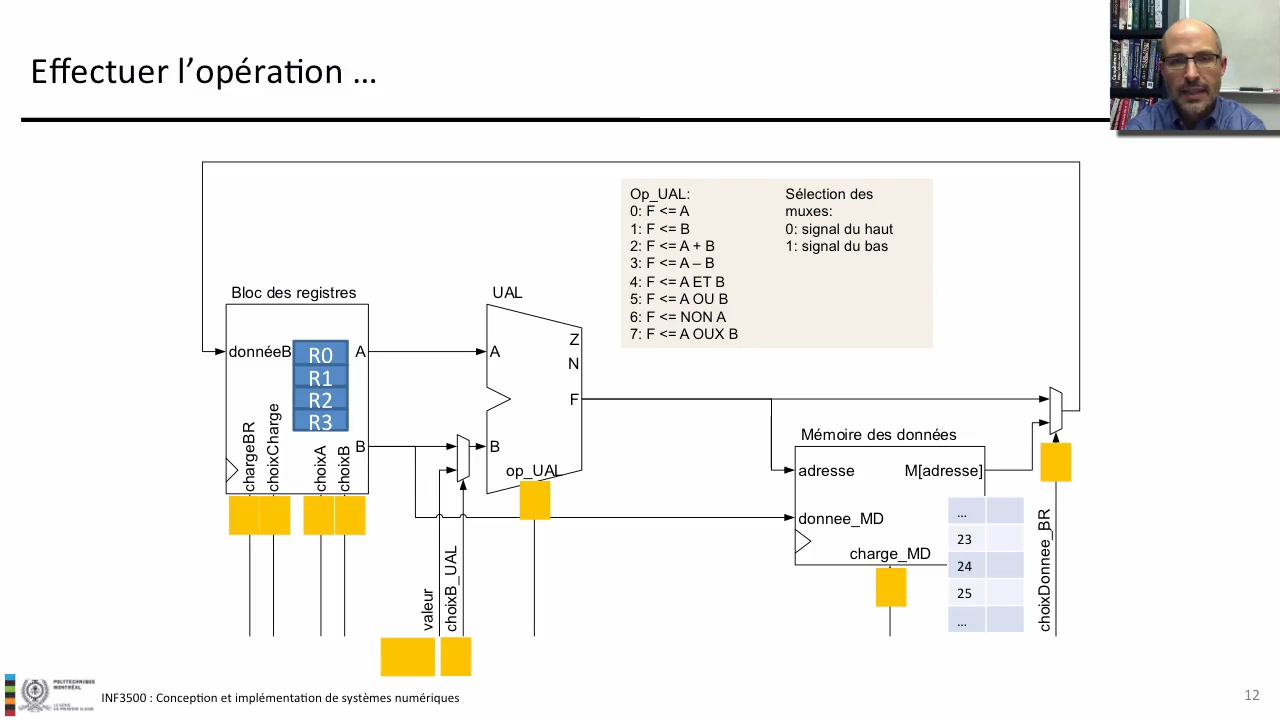 Effectuer l'opération …
Op_UAL:
0: F <= A
1: F <= B
2: F <= A + B
3: F <= A – B
4: F <= A ET B
5: F <= A OU B
6: F <= NON A
7: F <= A OUX B
Sélection des
muxes:
0: signal du haut
1: signal du bas
Bloc des registres
donnéeB
R0
R1
R2
R3
A
B
chargeBR
choixCharge
choixA
choixB
UAL
A
B
Z
N
F
op_UAL
valeur
choixB_UAL
Mémoire des données
adresse
M[adresse]
donnee_MD
charge_MD
...
23
24
25
...
choixDonnee_BR
POLYTECHNIQUE
MONTRÉAL
INF3500 : Conception et implémentation de systèmes numériques
12